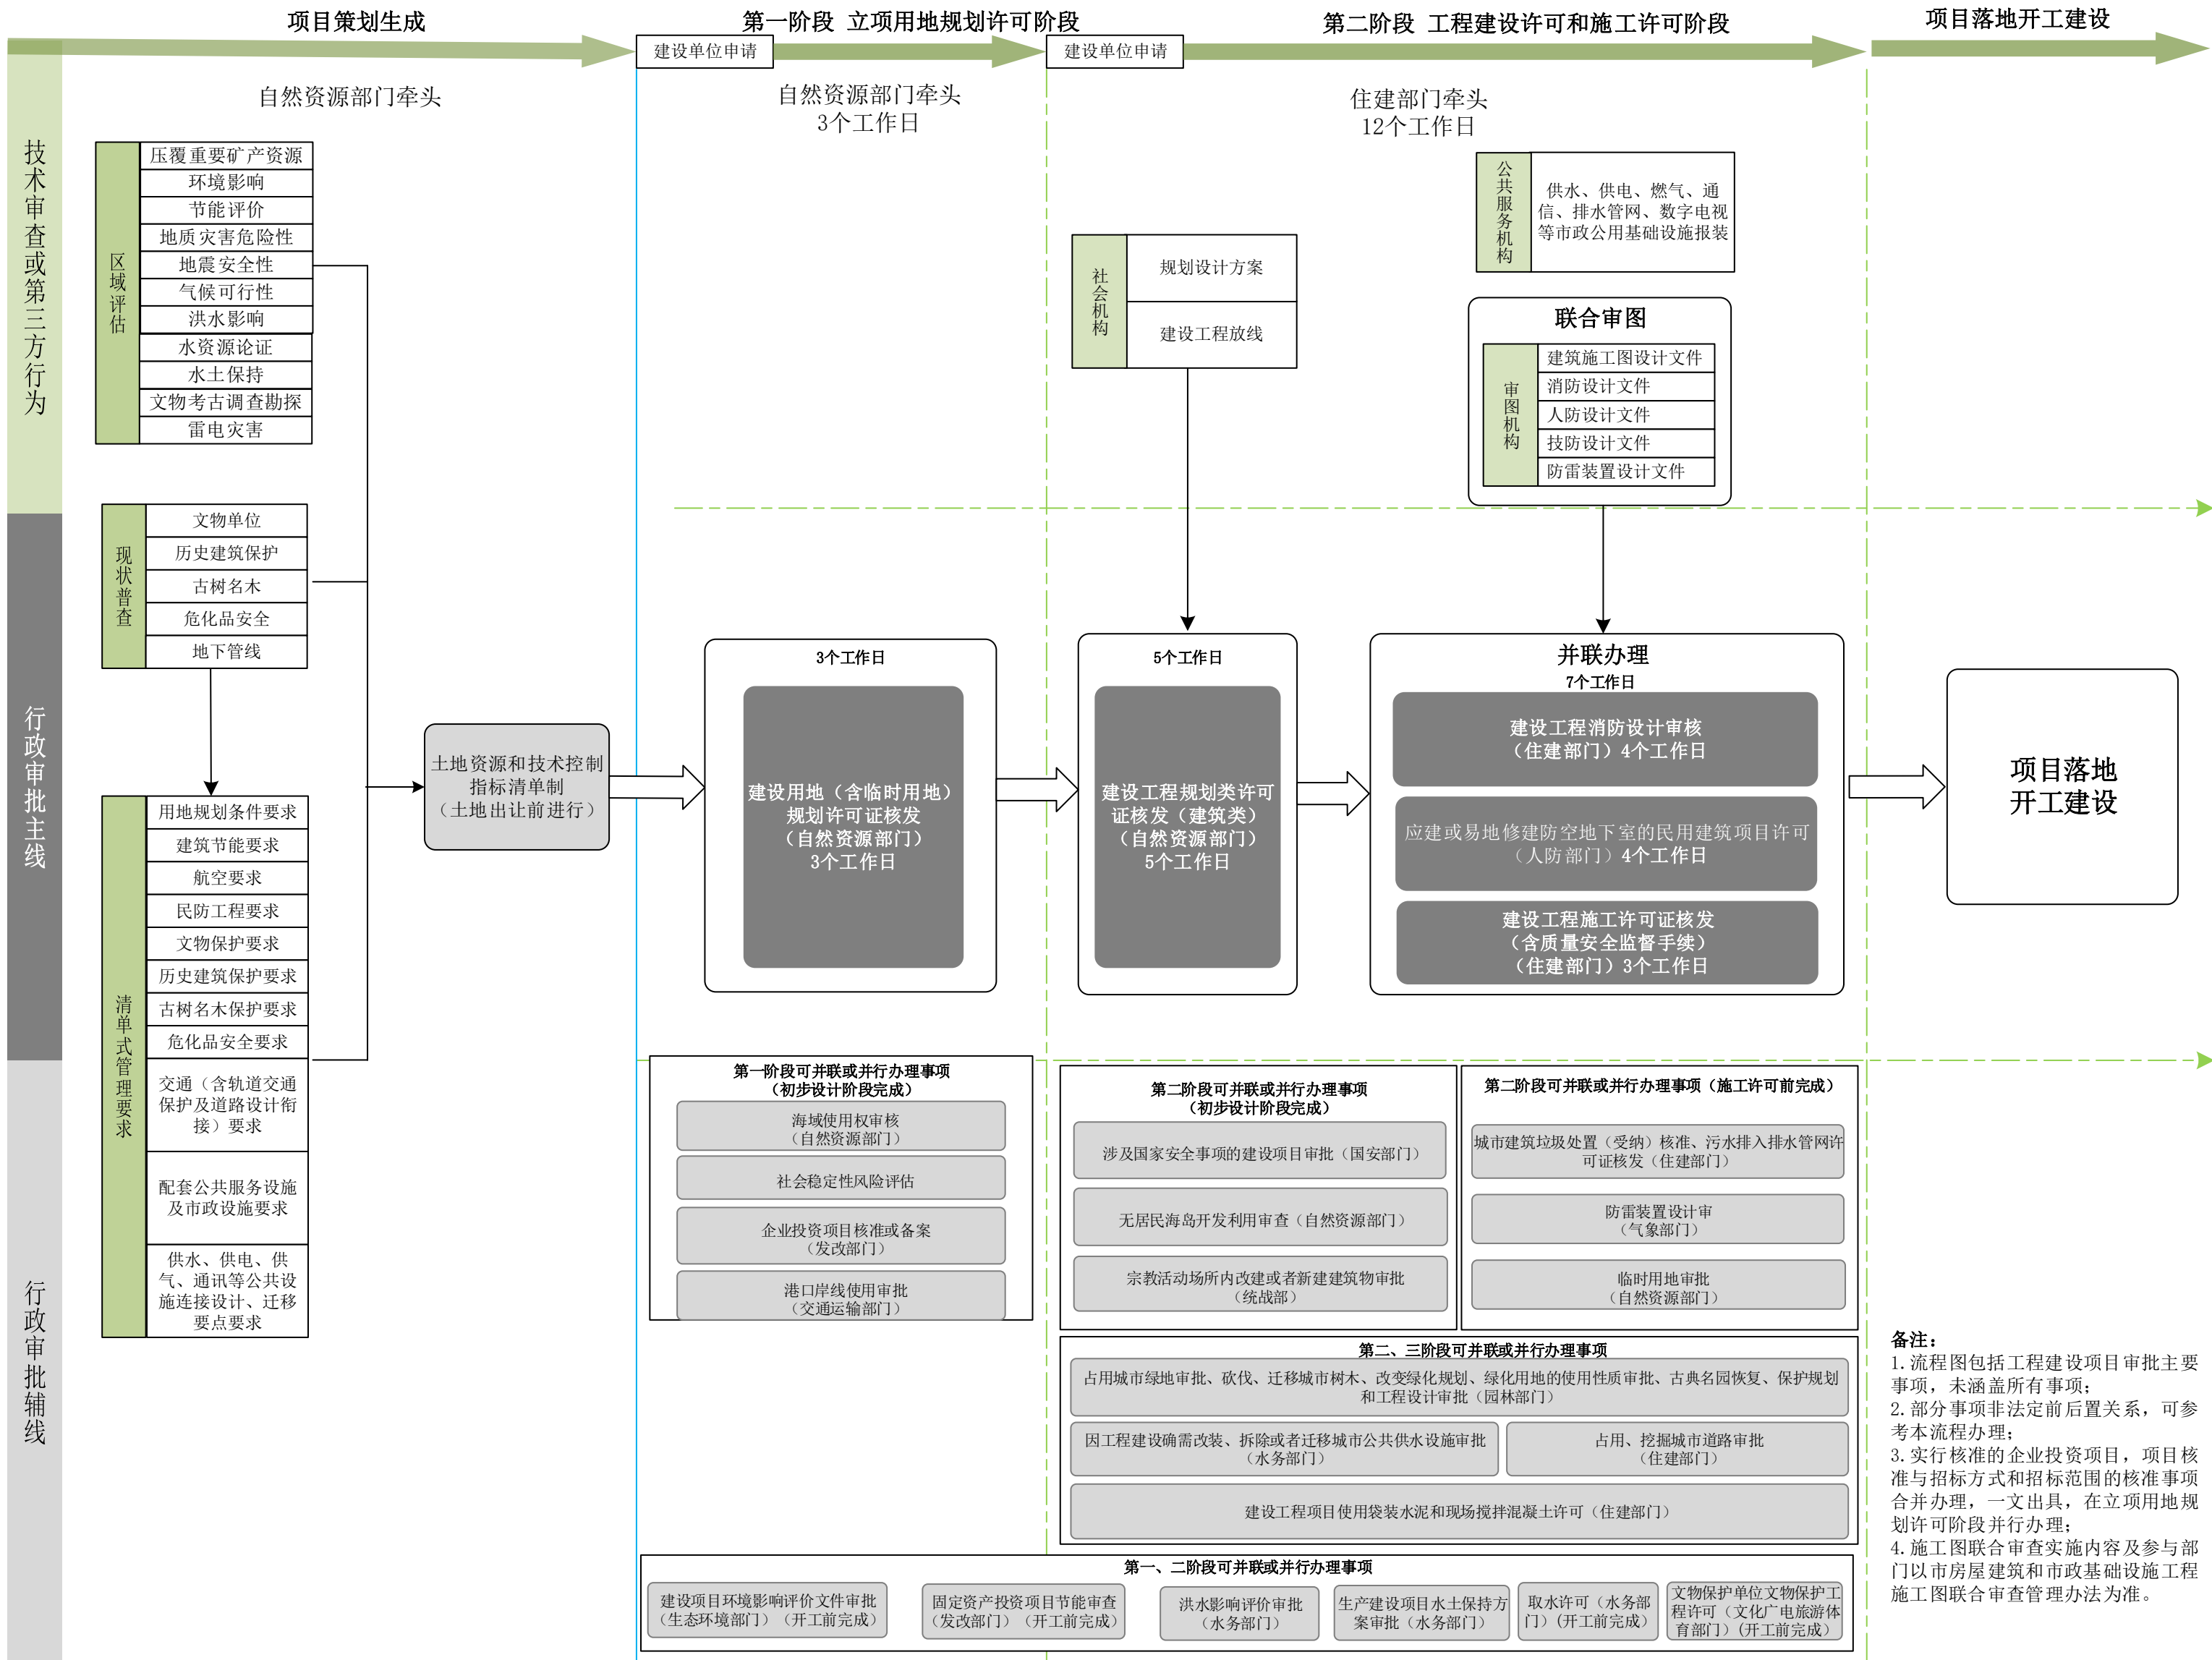 项目策划生成
第一阶段 立项用地规划许可阶段
第二阶段 工程建设许可和施工许可阶段
项目落地开工建设
建设单位申请
建设单位申请
自然资源部门牵头
自然资源部门牵头
3个工作日
住建部门牵头
12个工作日
技术审查或第三方行为
行政审批主线
行政审批辅线
区域评估
压覆重要矿产资源
环境影响
节能评价
地质灾害危险性
地震安全性
气候可行性
洪水影响
水资源论证
水土保持
文物考古调查勘探
雷电灾害
现状普查
文物单位
历史建筑保护
古树名木
危化品安全
地下管线
清单式管理要求
用地规划条件要求
建筑节能要求
航空要求
民防工程要求
文物保护要求
历史建筑保护要求
古树名木保护要求
危化品安全要求
交通（含轨道交通
保护及道路设计衔
接）要求
配套公共服务设施
及市政设施要求
供水、供电、供
气、通讯等公共设
施连接设计、迁移
要点要求
土地资源和技术控制
指标清单制
（土地出让前进行）
3个工作日
建设用地（含临时用地）
规划许可证核发
（自然资源部门）
3个工作日
社会机构
规划设计方案
建设工程放线
5个工作日
建设工程规划类许可
证核发（建筑类）
（自然资源部门）
5个工作日
公共服务机构
供水、供电、燃气、通
信、排水管网、数字电视
等市政公用基础设施报装
联合审图
审图机构
建筑施工图设计文件
消防设计文件
人防设计文件
技防设计文件
防雷装置设计文件
并联办理
7个工作日
建设工程消防设计审核
（住建部门）4个工作日
应建或易地修建防空地下室的民用建筑项目许可
（人防部门）4个工作日
建设工程施工许可证核发
（含质量安全监督手续）
（住建部门）3个工作日
项目落地
开工建设
第一阶段可并联或并行办理事项
（初步设计阶段完成）
海域使用权审核
（自然资源部门）
社会稳定性风险评估
企业投资项目核准或备案
（发改部门）
港口岸线使用审批
（交通运输部门）
第二阶段可并联或并行办理事项
（初步设计阶段完成）
涉及国家安全事项的建设项目审批（国安部门）
无居民海岛开发利用审查（自然资源部门）
宗教活动场所内改建或者新建建筑物审批
（统战部）
第二阶段可并联或并行办理事项（施工许可前完成）
城市建筑垃圾处置（受纳）核准、污水排入排水管网许
可证核发（住建部门）
防雷装置设计审
（气象部门）
临时用地审批
（自然资源部门）
第二、三阶段可并联或并行办理事项
占用城市绿地审批、砍伐、迁移城市树木、改变绿化规划、绿化用地的使用性质审批、古典名园恢复、保护规划
和工程设计审批（园林部门）
因工程建设确需改装、拆除或者迁移城市公共供水设施审批
（水务部门）
占用、挖掘城市道路审批
（住建部门）
建设工程项目使用袋装水泥和现场搅拌混凝土许可（住建部门）
第一、二阶段可并联或并行办理事项
建设项目环境影响评价文件审批
（生态环境部门）（开工前完成）
固定资产投资项目节能审查
（发改部门）（开工前完成）
洪水影响评价审批
（水务部门）
生产建设项目水土保持方
案审批（水务部门）
取水许可（水务部
门）(开工前完成）
文物保护单位文物保护工
程许可（文化广电旅游体
育部门）(开工前完成）
备注：
1.流程图包括工程建设项目审批主要
事项，未涵盖所有事项；
2.部分事项非法定前后置关系，可参
考本流程办理；
3.实行核准的企业投资项目，项目核
准与招标方式和招标范围的核准事项
合并办理，一文出具，在立项用地规
划许可阶段并行办理；
4.施工图联合审查实施内容及参与部
门以市房屋建筑和市政基础设施工程
施工图联合审查管理办法为准。